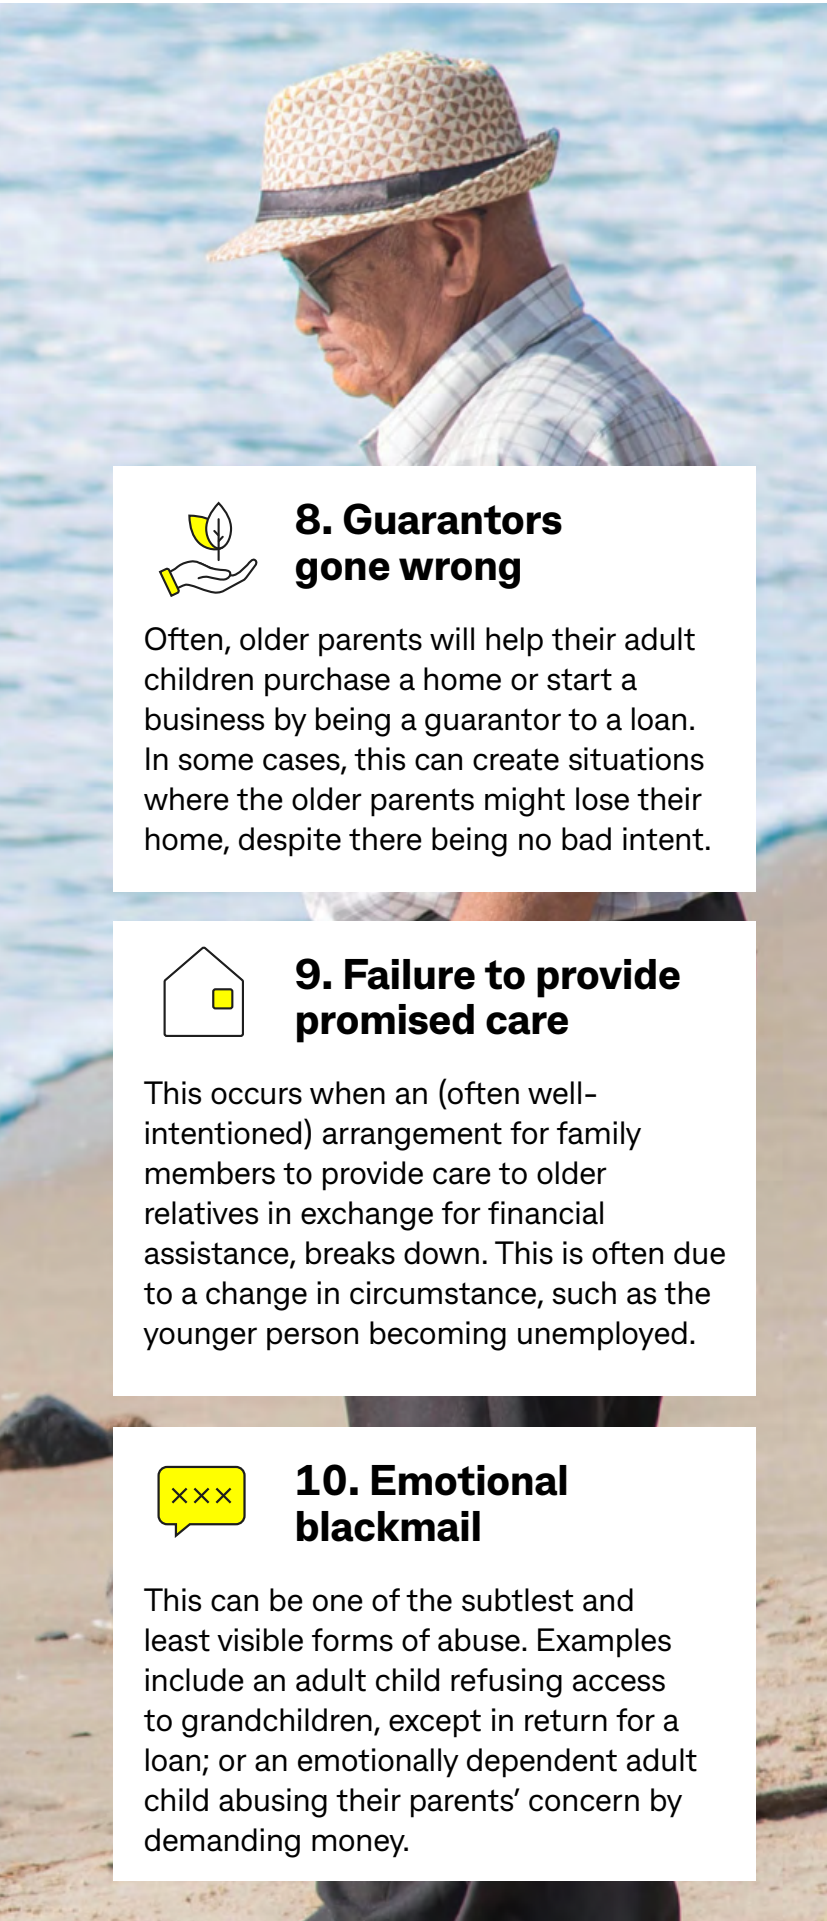 8. Guarantors
gone wrong
Often, older parents will help their adult
children purchase a home or start a
business by being a guarantor to a loan.
In some cases, this can create situations
where the older parents might lose their
home, despite there being no bad intent.
9. Failure to provide
promised care
This occurs when an (often well-
intentioned) arrangement for family
members to provide care to older
relatives in exchange for financial
assistance, breaks down. This is often due
to a change in circumstance, such as the
younger person becoming unemployed.
×××
10. Emotional
blackmail
This can be one of the subtlest and
least visible forms of abuse. Examples
include an adult child refusing access
to grandchildren, except in return for a
loan; or an emotionally dependent adult
child abusing their parents’ concern by
demanding money.